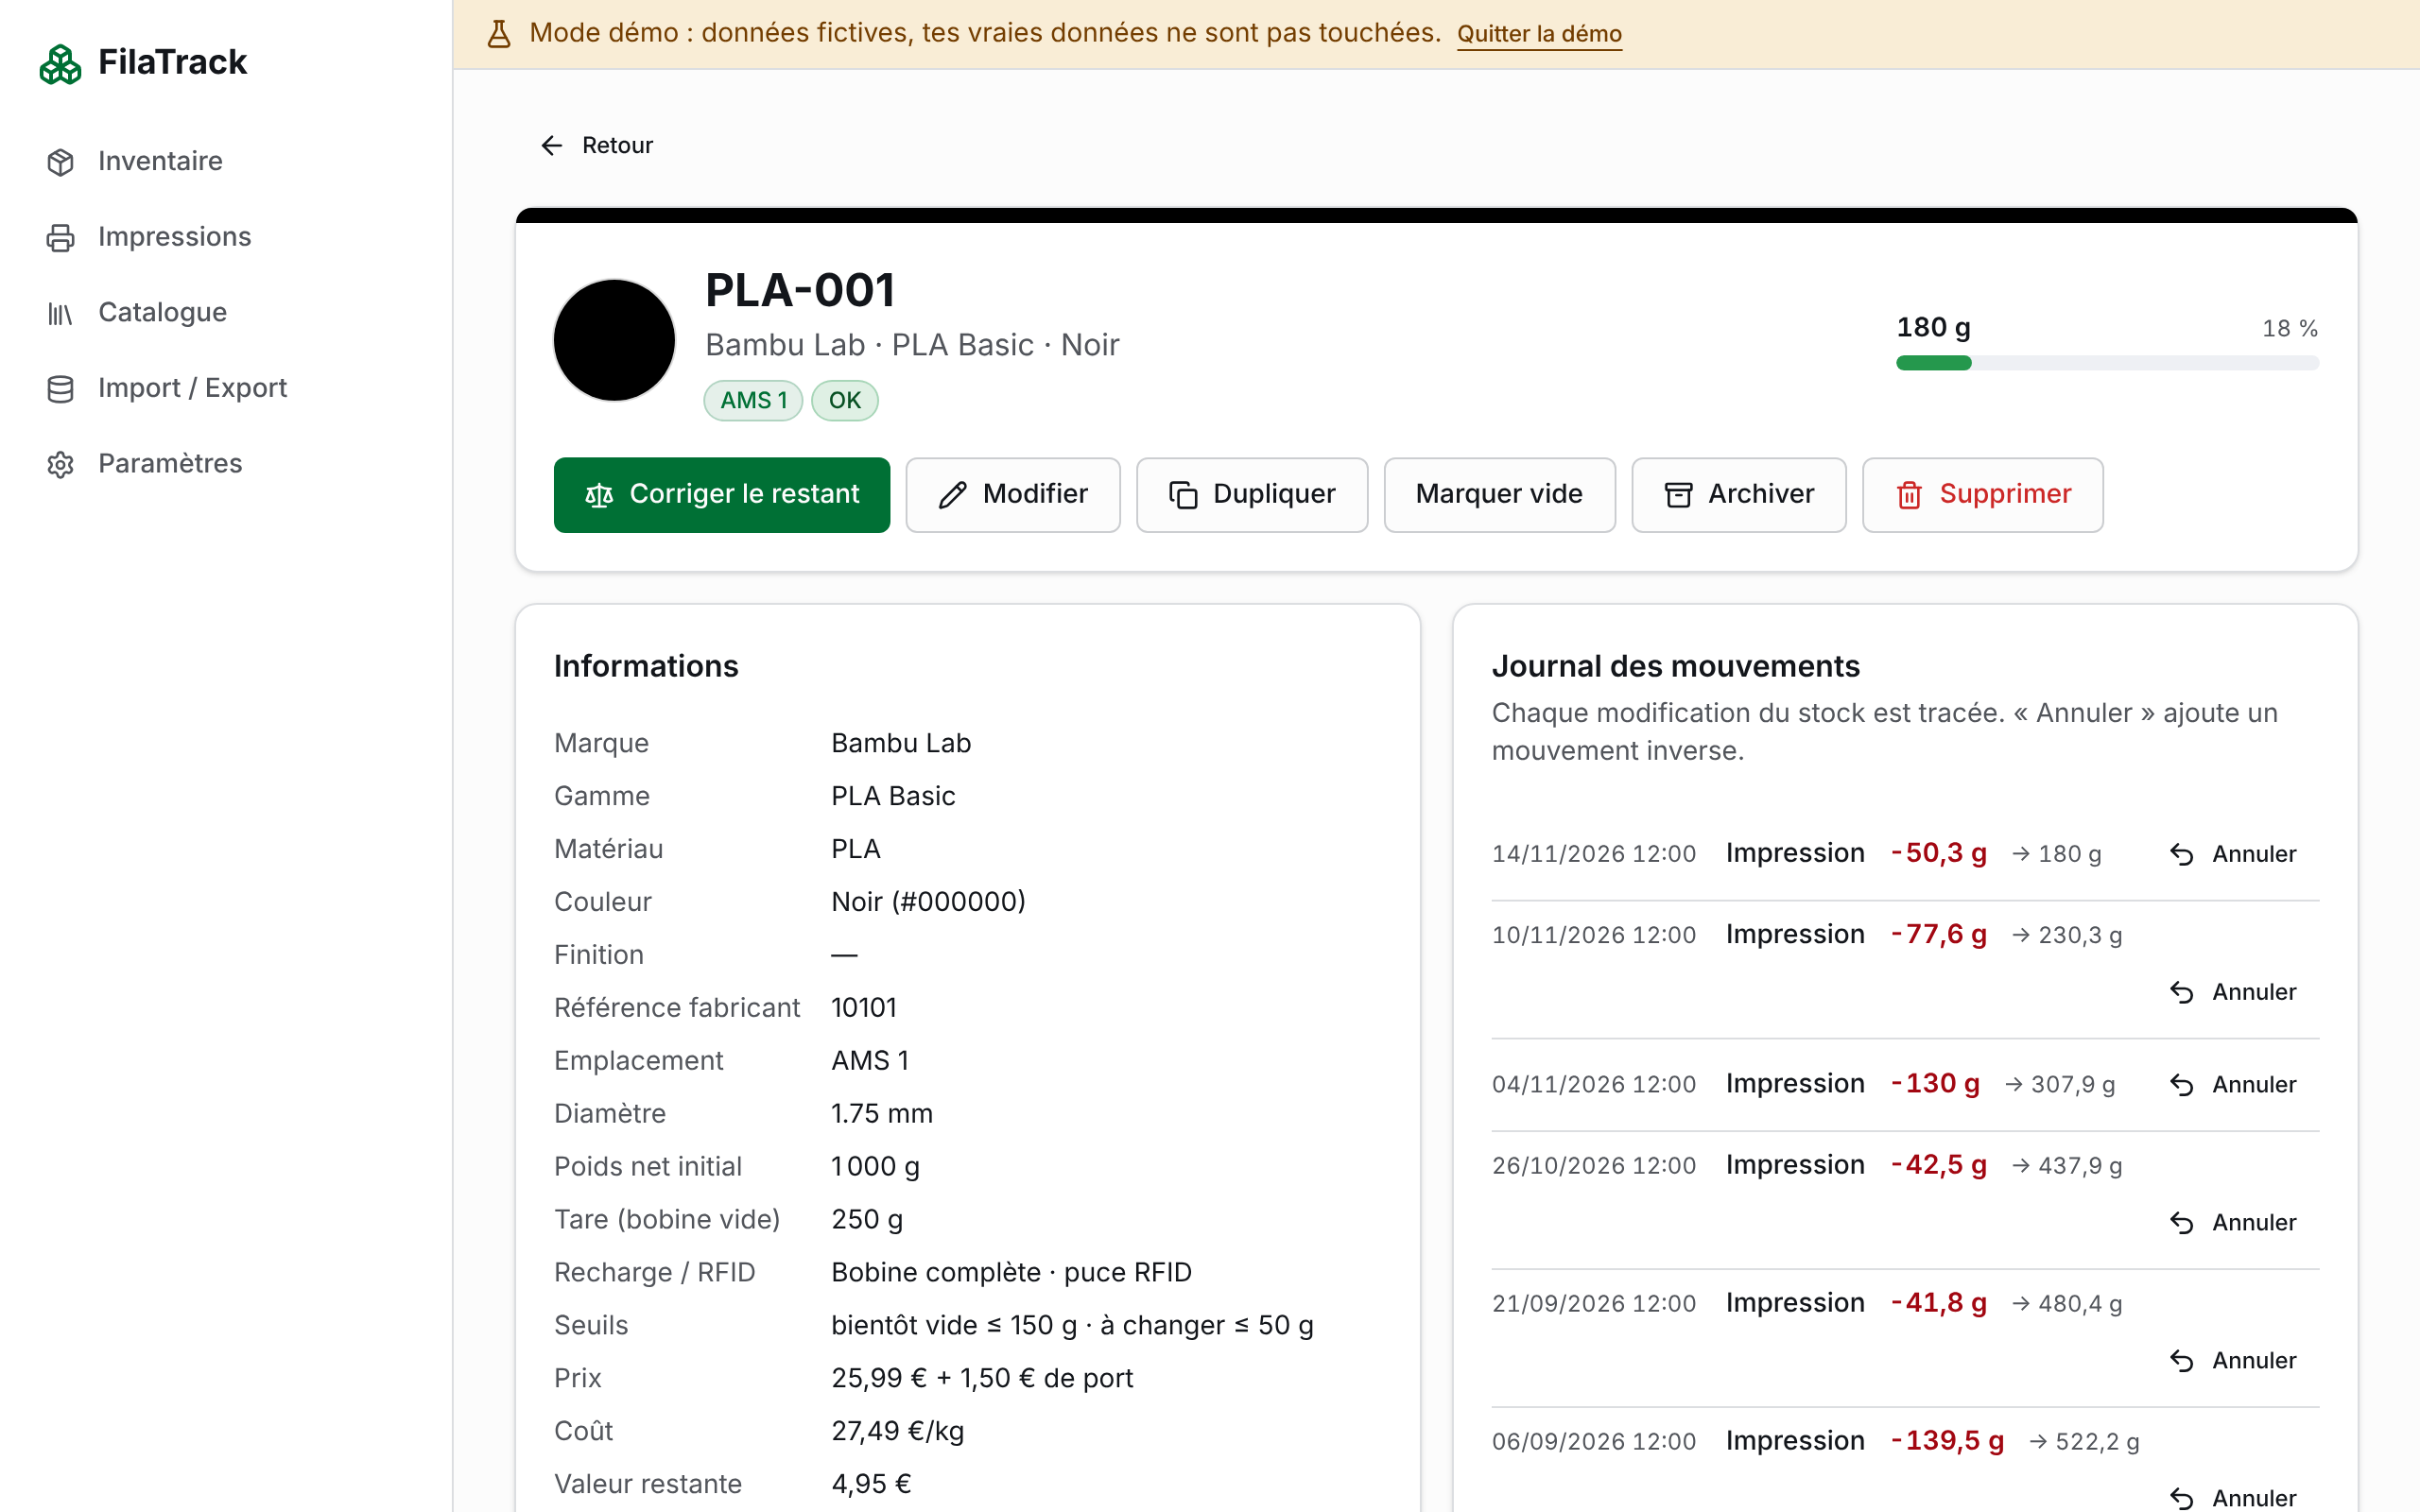 FilaTrack
Inventaire
Impressions
Catalogue
Import / Export
Paramètres
Mode démo : données fictives, tes vraies données ne sont pas touchées. Quitter la démo
Retour
PLA-001
Bambu Lab · PLA Basic · Noir
AMS 1 OK
180 g 18 %
Corriger le restant Modifier Dupliquer Marquer vide Archiver Supprimer
Informations
Marque Bambu Lab
Gamme PLA Basic
Matériau PLA
Couleur Noir (#000000)
Finition —
Référence fabricant 10101
Emplacement AMS 1
Diamètre 1.75 mm
Poids net initial 1 000 g
Tare (bobine vide) 250 g
Recharge / RFID Bobine complète · puce RFID
Seuils bientôt vide ≤ 150 g · à changer ≤ 50 g
Prix 25,99 € + 1,50 € de port
Coût 27,49 €/kg
Valeur restante 4,95 €
Journal des mouvements
Chaque modification du stock est tracée. « Annuler » ajoute un
mouvement inverse.
14/11/2026 12:00 Impression -50,3 g → 180 g Annuler
10/11/2026 12:00 Impression -77,6 g → 230,3 g
Annuler
04/11/2026 12:00 Impression -130 g → 307,9 g Annuler
26/10/2026 12:00 Impression -42,5 g → 437,9 g
Annuler
21/09/2026 12:00 Impression -41,8 g → 480,4 g
Annuler
06/09/2026 12:00 Impression -139,5 g → 522,2 g
Annuler